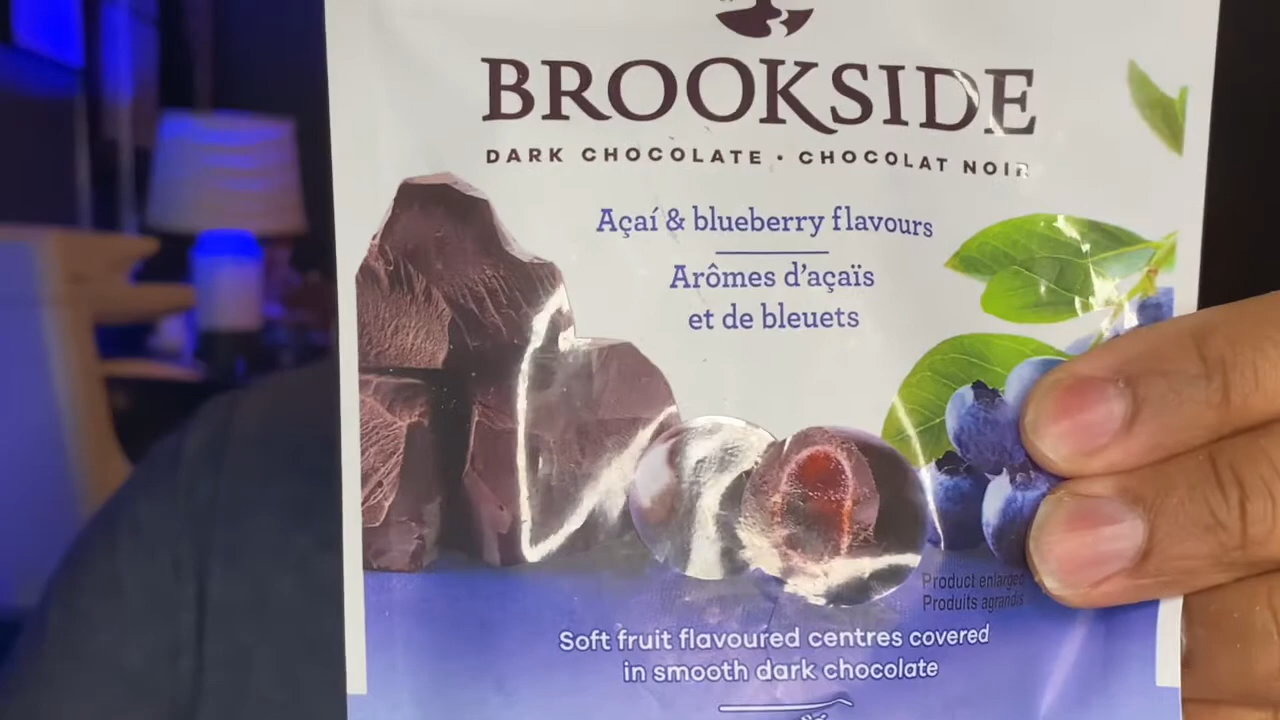 BROOKSIDE
DARK CHOCOLATE • CHOCOLAT NOIR
Açaí & blueberry flavours
Arômes d'açaïs
et de bleuets
Product enlarged
Produits agrandis
Soft fruit flavoured centres covered
in smooth dark chocolate